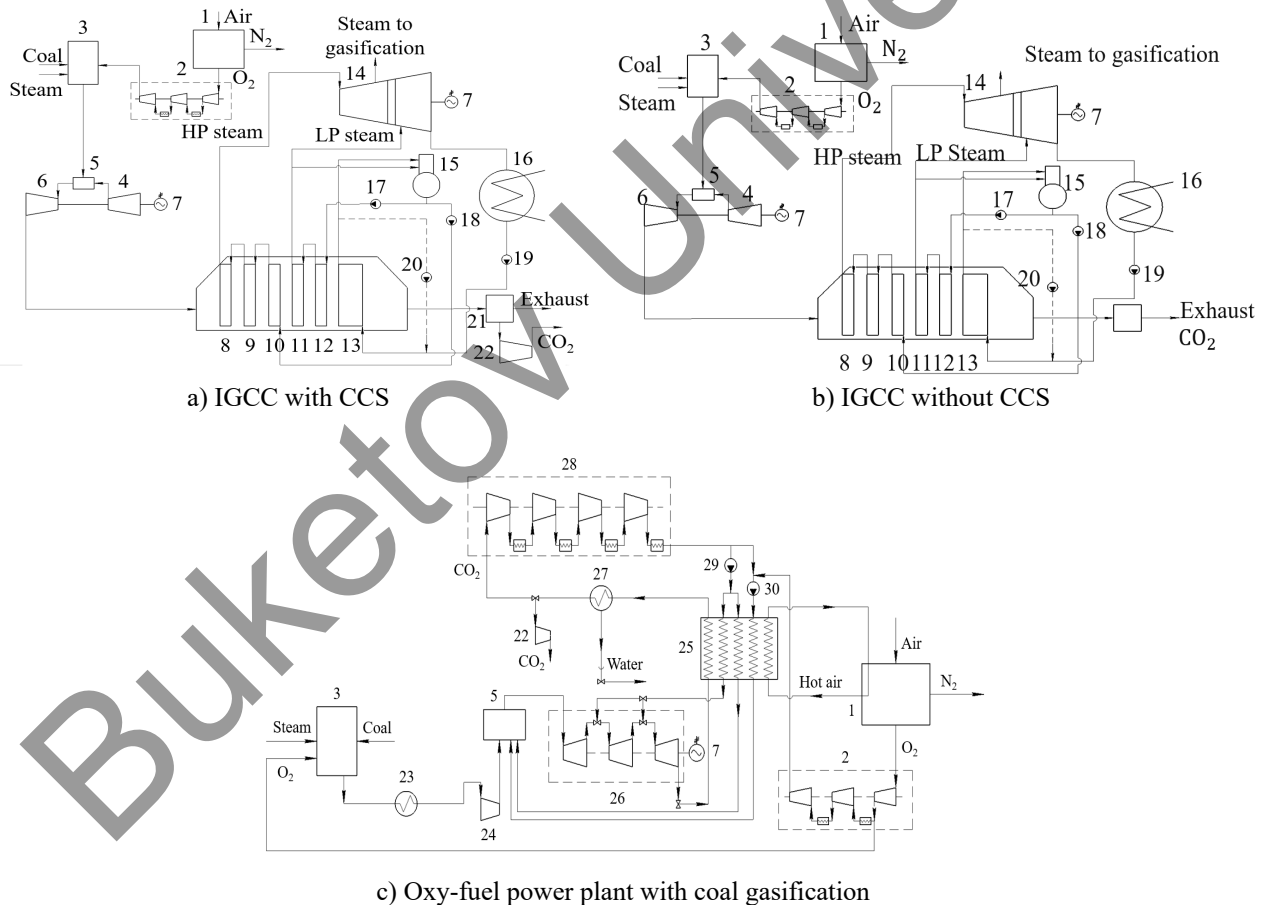 1 Air
N₂
3
Coal
Steam
2
O₂
HP steam
Steam to
gasification
14
7
LP steam
15
16
5
6
4
7
17
18
19
20
Exhaust
21
22
CO₂
8 9 10 11 12 13
a) IGCC with CCS
1
Air
N₂
3
Coal
Steam
2
O₂
HP steam
LP Steam
Steam to gasification
14
7
15
16
5
6
4
7
17
18
19
20
Exhaust
CO₂
8 9 10 11 12 13
b) IGCC without CCS
28
CO₂
27
29
30
25
22
CO₂
Water
Air
Hot air
N₂
1
O₂
2
3
Steam
Coal
O₂
23
24
5
26
7
c) Oxy-fuel power plant with coal gasification
Buketov Unive